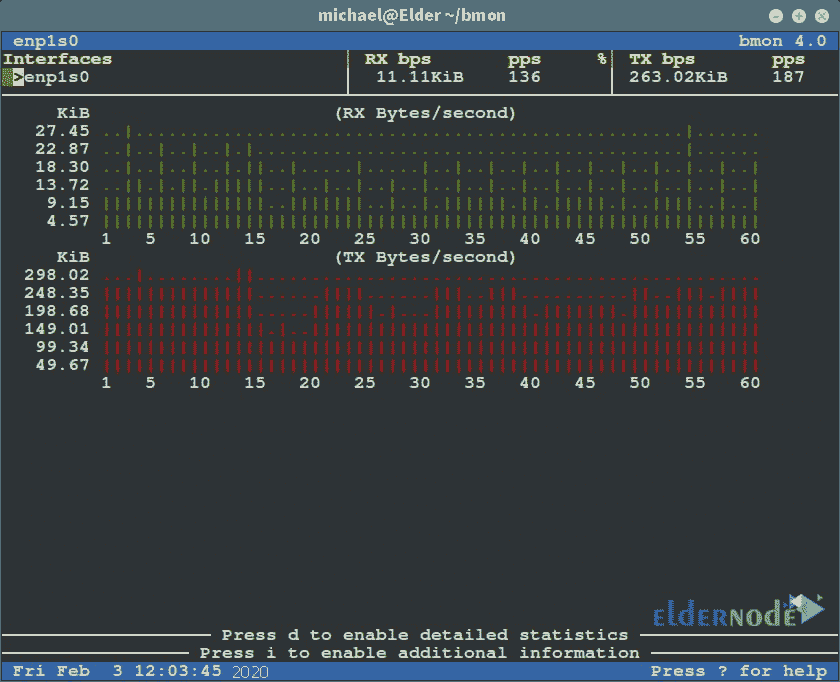 michael@Elder ~/bmon
enp1s0 bmon 4.0
Interfaces RX bps pps % TX bps pps
>enp1s0 11.11KiB 136 263.02KiB 187
KiB (RX Bytes/second)
27.45
22.87
18.30
13.72
9.15
4.57
1 5 10 15 20 25 30 35 40 45 50 55 60
KiB (TX Bytes/second)
298.02
248.35
198.68
149.01
99.34
49.67
1 5 10 15 20 25 30 35 40 45 50 55 60
eldernode
Press d to enable detailed statistics
Press i to enable additional information
Fri Feb 3 12:03:45 2020 Press ? for help